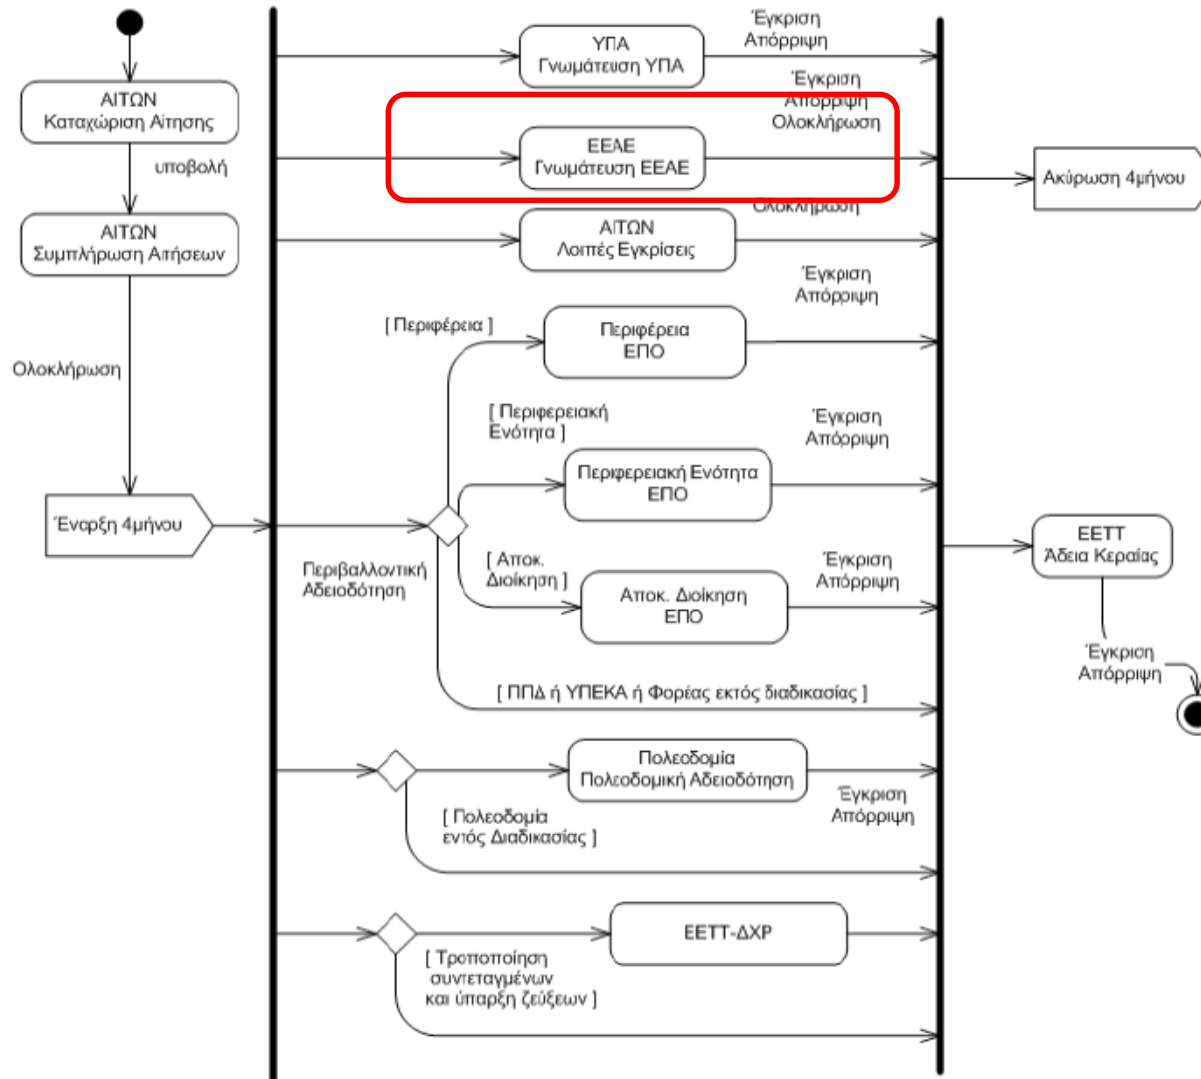 ΑΙΤΩΝ
Καταχώριση Αίτησης
υποβολή
ΑΙΤΩΝ
Συμπλήρωση Αιτήσεων
Ολοκλήρωση
Έναρξη 4μήνου
ΥΠΑ
Γνωμάτευση ΥΠΑ
Έγκριση
Απόρριψη
ΕΕΑΕ
Γνωμάτευση ΕΕΑΕ
Έγκριση
Απόρριψη
Ολοκλήρωση
ΑΙΤΩΝ
Λοιπές Εγκρίσεις
Ολοκλήρωση
Περιβαλλοντική
Αδειοδότηση
[ Περιφέρεια ]
Περιφέρεια
ΕΠΟ
Έγκριση
Απόρριψη
[ Περιφερειακή
Ενότητα ]
Περιφερειακή Ενότητα
ΕΠΟ
Έγκριση
Απόρριψη
[ Αποκ.
Διοίκηση ]
Αποκ. Διοίκηση
ΕΠΟ
Έγκριση
Απόρριψη
[ ΠΠΔ ή ΥΠΕΚΑ ή Φορέας εκτός διαδικασίας ]
Πολεοδομία
Πολεοδομική Αδειοδότηση
Έγκριση
Απόρριψη
[ Πολεοδομία
εντός Διαδικασίας ]
ΕΕΤΤ-ΔΧΡ
[ Τροποποίηση
συντεταγμένων
και ύπαρξη ζεύξεων ]
Ακύρωση 4μήνου
ΕΕΤΤ
Άδεια Κεραίας
Έγκριση
Απόρριψη